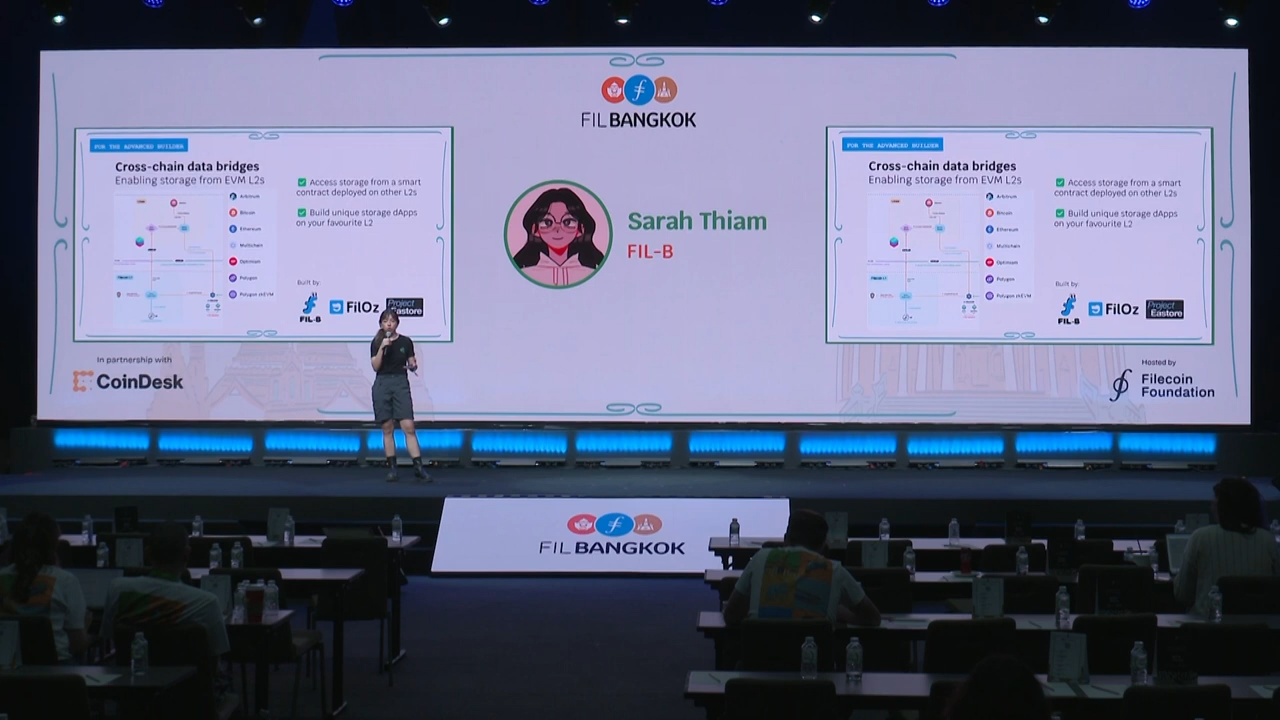 FIL BANGKOK
FOR THE ADVANCED BUILDER
Cross-chain data bridges
Enabling storage from EVM L2s
Arbitrum
Bitcoin
Ethereum
Multichain
Optimism
Polygon
Polygon zkEVM
Access storage from a smart
contract deployed on other L2s
Build unique storage dApps
on your favourite L2
Built by:
FIL-B
FilOz
Project
Eastore
Sarah Thiam
FIL-B
FOR THE ADVANCED BUILDER
Cross-chain data bridges
Enabling storage from EVM L2s
Arbitrum
Bitcoin
Ethereum
Multichain
Optimism
Polygon
Polygon zkEVM
Access storage from a smart
contract deployed on other L2s
Build unique storage dApps
on your favourite L2
Built by:
FIL-B
FilOz
Project
Eastore
In partnership with
CoinDesk
Hosted by
Filecoin
Foundation
FIL BANGKOK